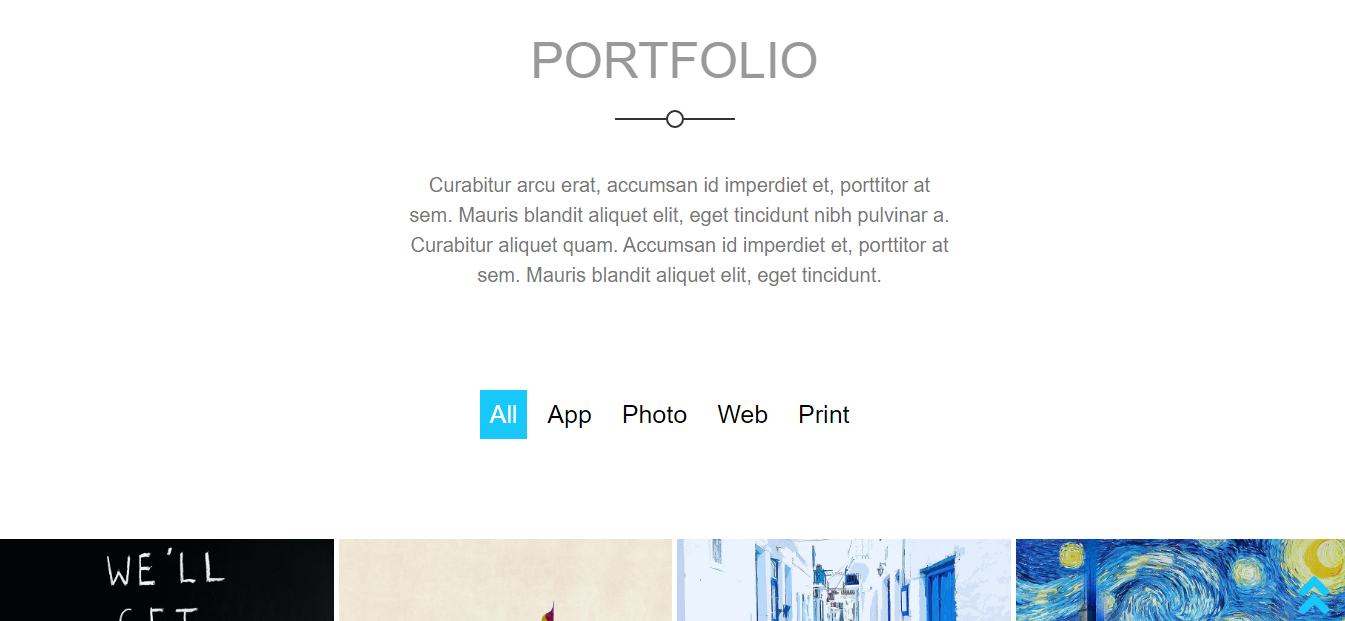 PORTFOLIO
Curabitur arcu erat, accumsan id imperdiet et, porttitor at
sem. Mauris blandit aliquet elit, eget tincidunt nibh pulvinar a.
Curabitur aliquet quam. Accumsan id imperdiet et, porttitor at
sem. Mauris blandit aliquet elit, eget tincidunt.
All App Photo Web Print
WE'LL
GET